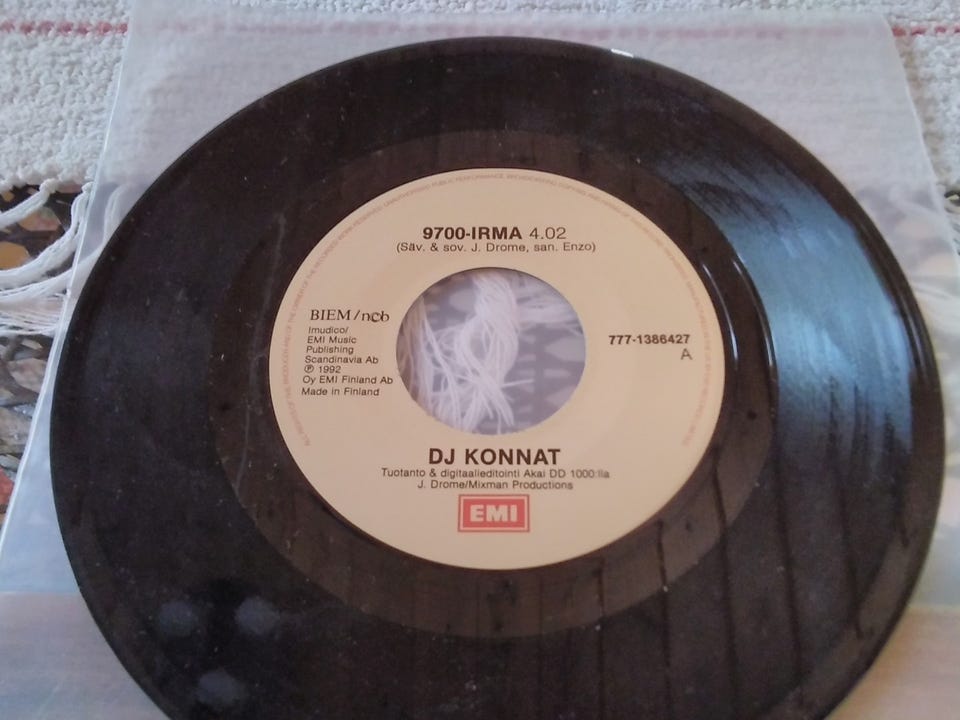 9700-IRMA 4.02
(Säv. & sov. J. Drome, san. Enzo)
BIEM/ncb
Imudico/
EMI Music
Publishing
Scandinavia Ab
℗ 1992
Oy EMI Finland Ab
Made in Finland
777-1386427
A
DJ KONNAT
Tuotanto & digitaalieditointi Akai DD 1000:lla
J. Drome/Mixman Productions
EMI